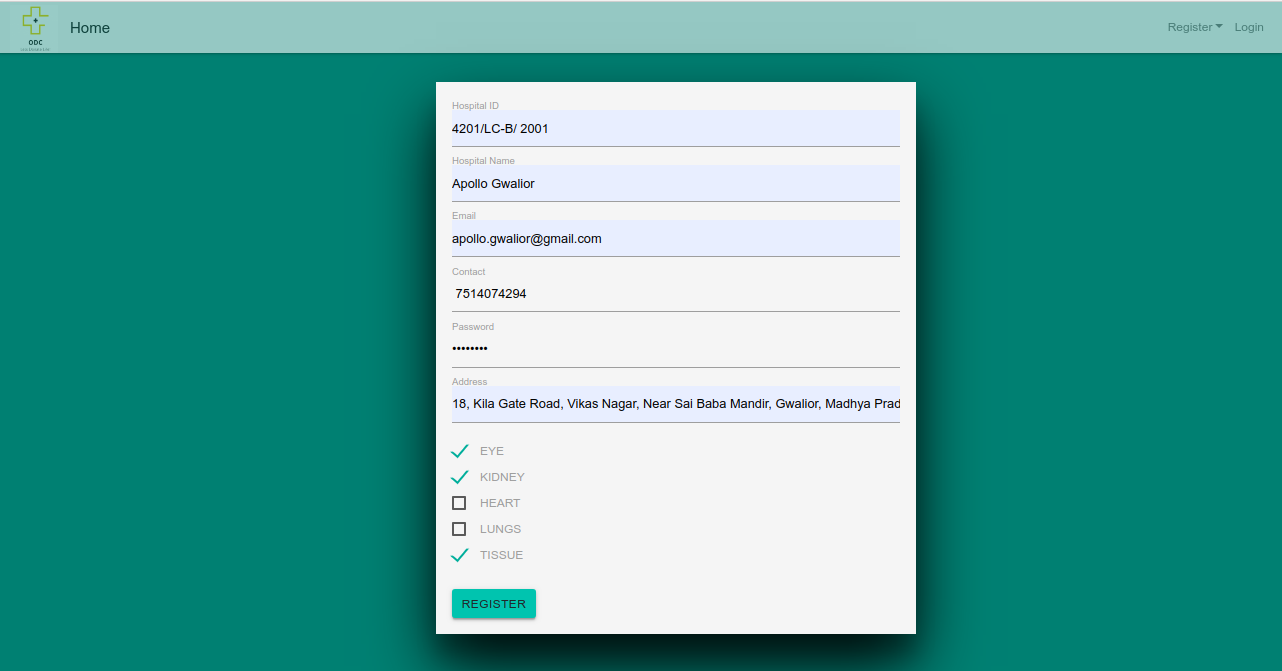 Home
Register
Login
ODC
Hospital ID
4201/LC-B/ 2001
Hospital Name
Apollo Gwalior
Email
apollo.gwalior@gmail.com
Contact
7514074294
Password
••••••••
Address
18, Kila Gate Road, Vikas Nagar, Near Sai Baba Mandir, Gwalior, Madhya Prad
EYE
KIDNEY
HEART
LUNGS
TISSUE
REGISTER